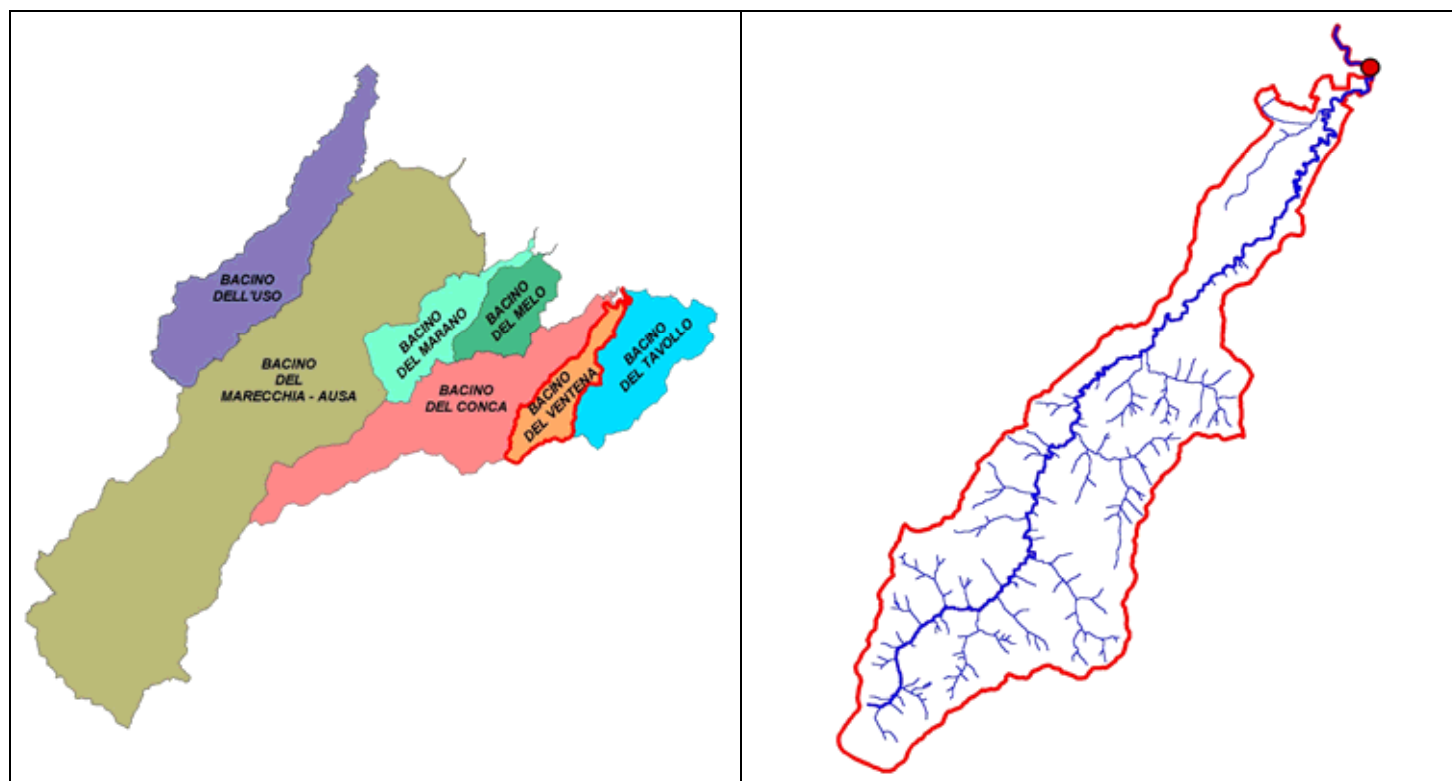 BACINO
DELL'USO
BACINO
DEL
MARECCHIA - AUSA
BACINO
DEL MARANO
BACINO
DEL MELO
BACINO
DEL CONCA
BACINO
DEL VENTENA
BACINO
DEL TAVOLLO